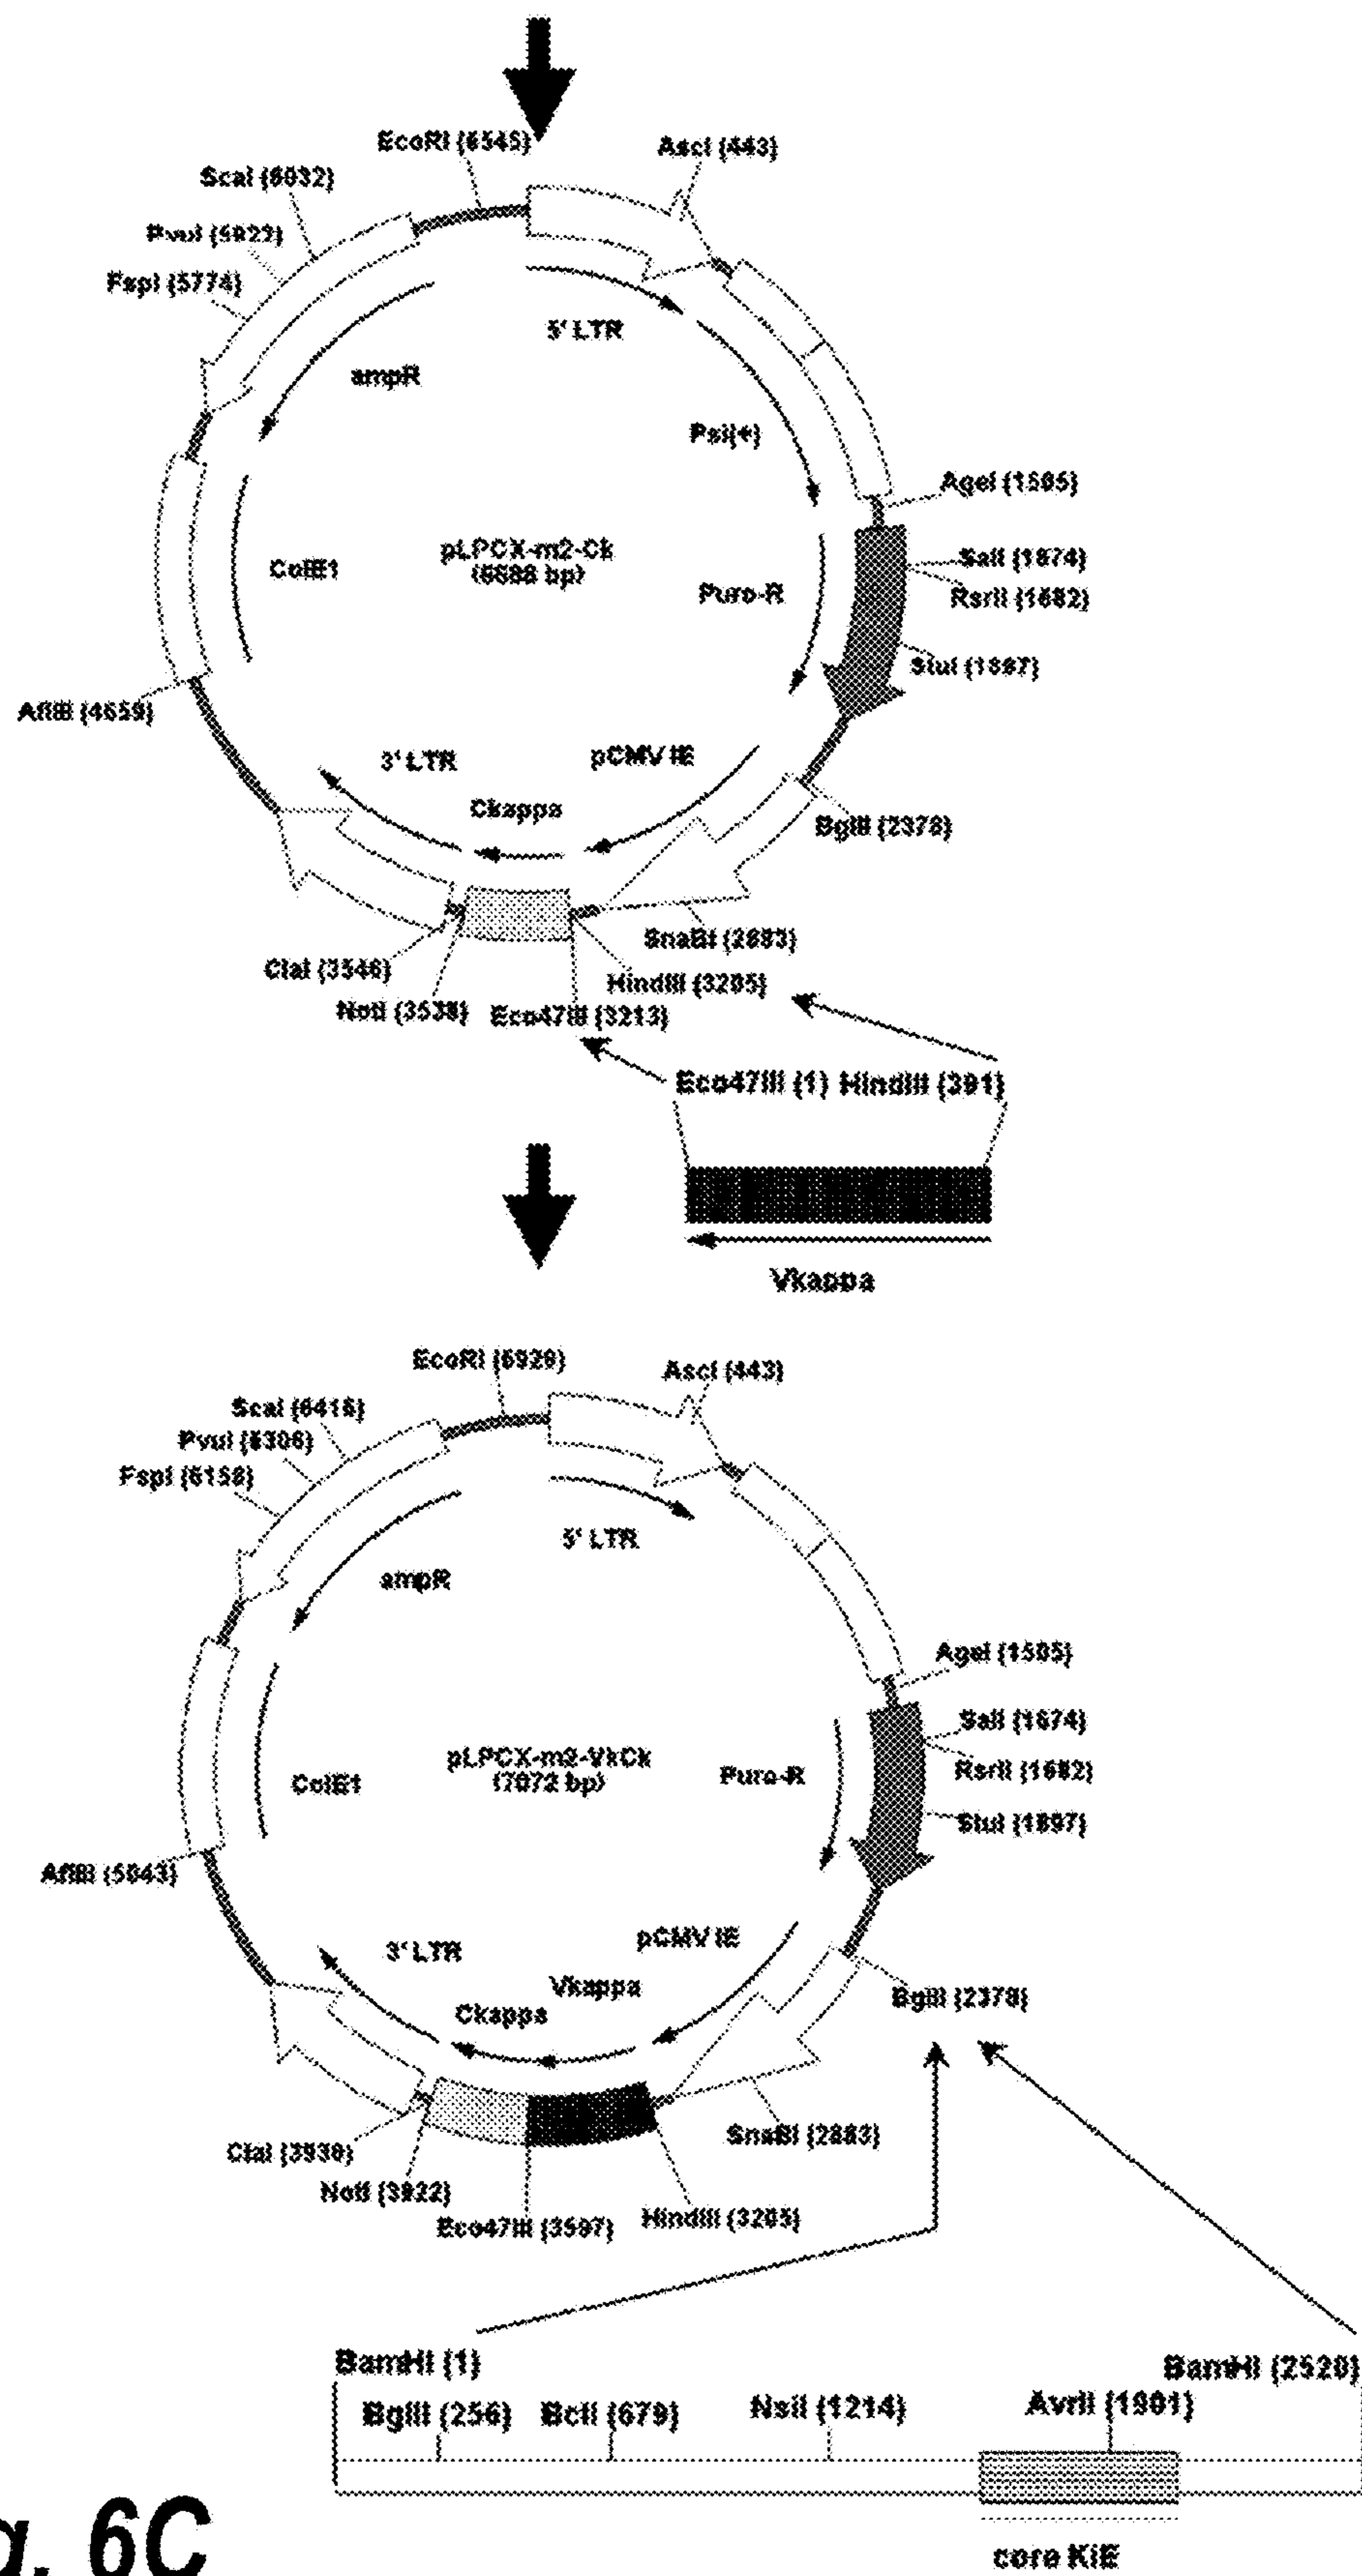 EcoRI (6545)
AscI (443)
ScaI (6032)
PvuI (5922)
FspI (5774)
5' LTR
ampR
Psi(+)
AgeI (1505)
pLPCX-m2-Ck
(6688 bp)
ColE1
Puro-R
SalI (1674)
RsrII (1682)
StuI (1897)
AflIII (4659)
3' LTR
pCMV IE
Ckappa
BglII (2378)
SnaBI (2883)
ClaI (3546)
HindIII (3205)
NotI (3538)
Eco47III (3213)
Eco47III (1) HindIII (391)
Vkappa
EcoRI (6929)
AscI (443)
ScaI (6416)
PvuI (6306)
FspI (6158)
5' LTR
ampR
AgeI (1505)
SalI (1674)
pLPCX-m2-VkCk
(7072 bp)
ColE1
Puro-R
RsrII (1682)
StuI (1897)
AflIII (5043)
3' LTR
pCMV IE
Vkappa
Ckappa
BglII (2378)
SnaBI (2883)
ClaI (3930)
NotI (3922)
Eco47III (3597)
HindIII (3205)
BamHI (1)
BamHI (2520)
BglII (256)
BclI (679)
NsiI (1214)
AvrII (1901)
core KiE
g. 6C